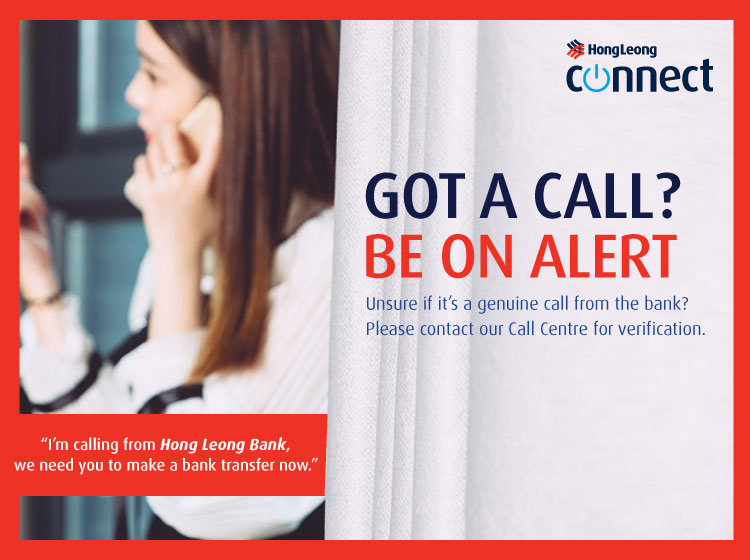 HongLeong
connect
GOT A CALL?
BE ON ALERT
Unsure if it's a genuine call from the bank?
Please contact our Call Centre for verification.
“I'm calling from Hong Leong Bank,
we need you to make a bank transfer now.”